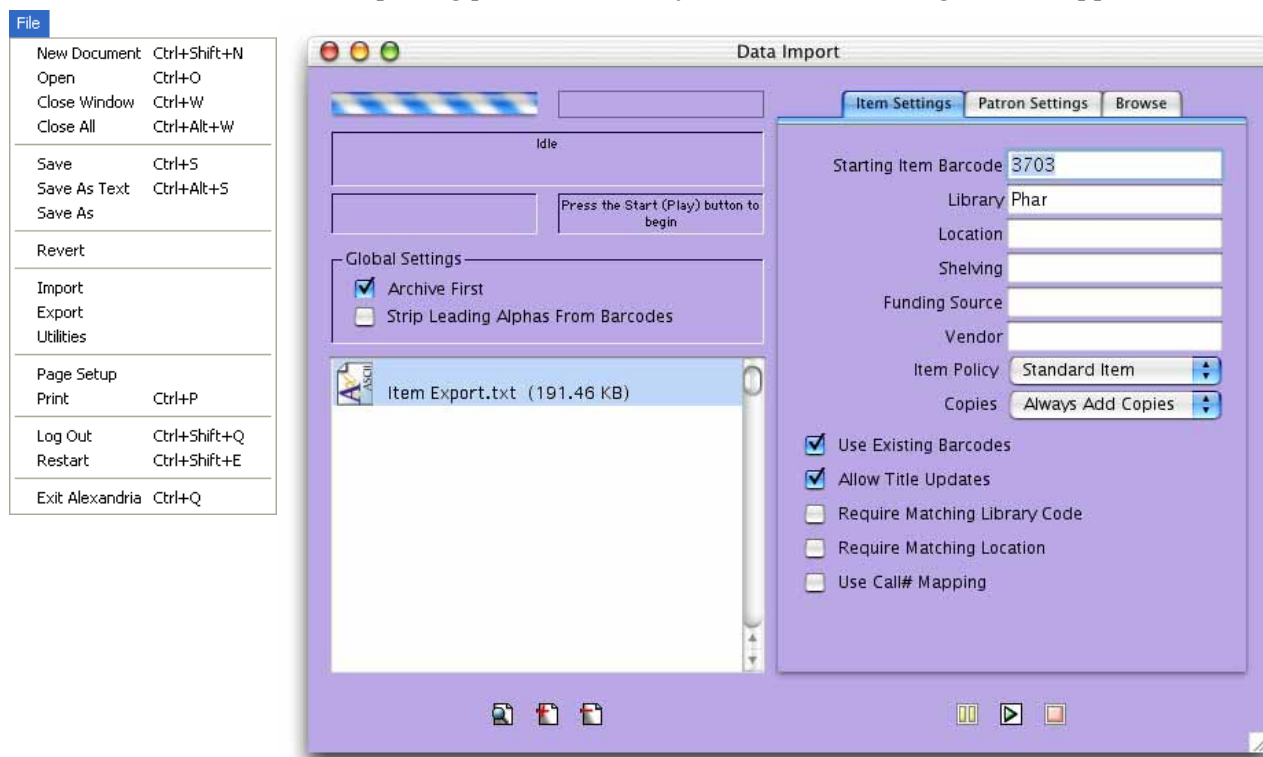 File
New Document Ctrl+Shift+N
Open Ctrl+O
Close Window Ctrl+W
Close All Ctrl+Alt+W
Save Ctrl+S
Save As Text Ctrl+Alt+S
Save As
Revert
Import
Export
Utilities
Page Setup
Print Ctrl+P
Log Out Ctrl+Shift+Q
Restart Ctrl+Shift+E
Exit Alexandria Ctrl+Q
Data Import
Idle
Press the Start (Play) button to
begin
Global Settings
Archive First
Strip Leading Alphas From Barcodes
ASCII
Item Export.txt (191.46 KB)
Item Settings Patron Settings Browse
Starting Item Barcode 3703
Library Phar
Location
Shelving
Funding Source
Vendor
Item Policy Standard Item
Copies Always Add Copies
Use Existing Barcodes
Allow Title Updates
Require Matching Library Code
Require Matching Location
Use Call# Mapping